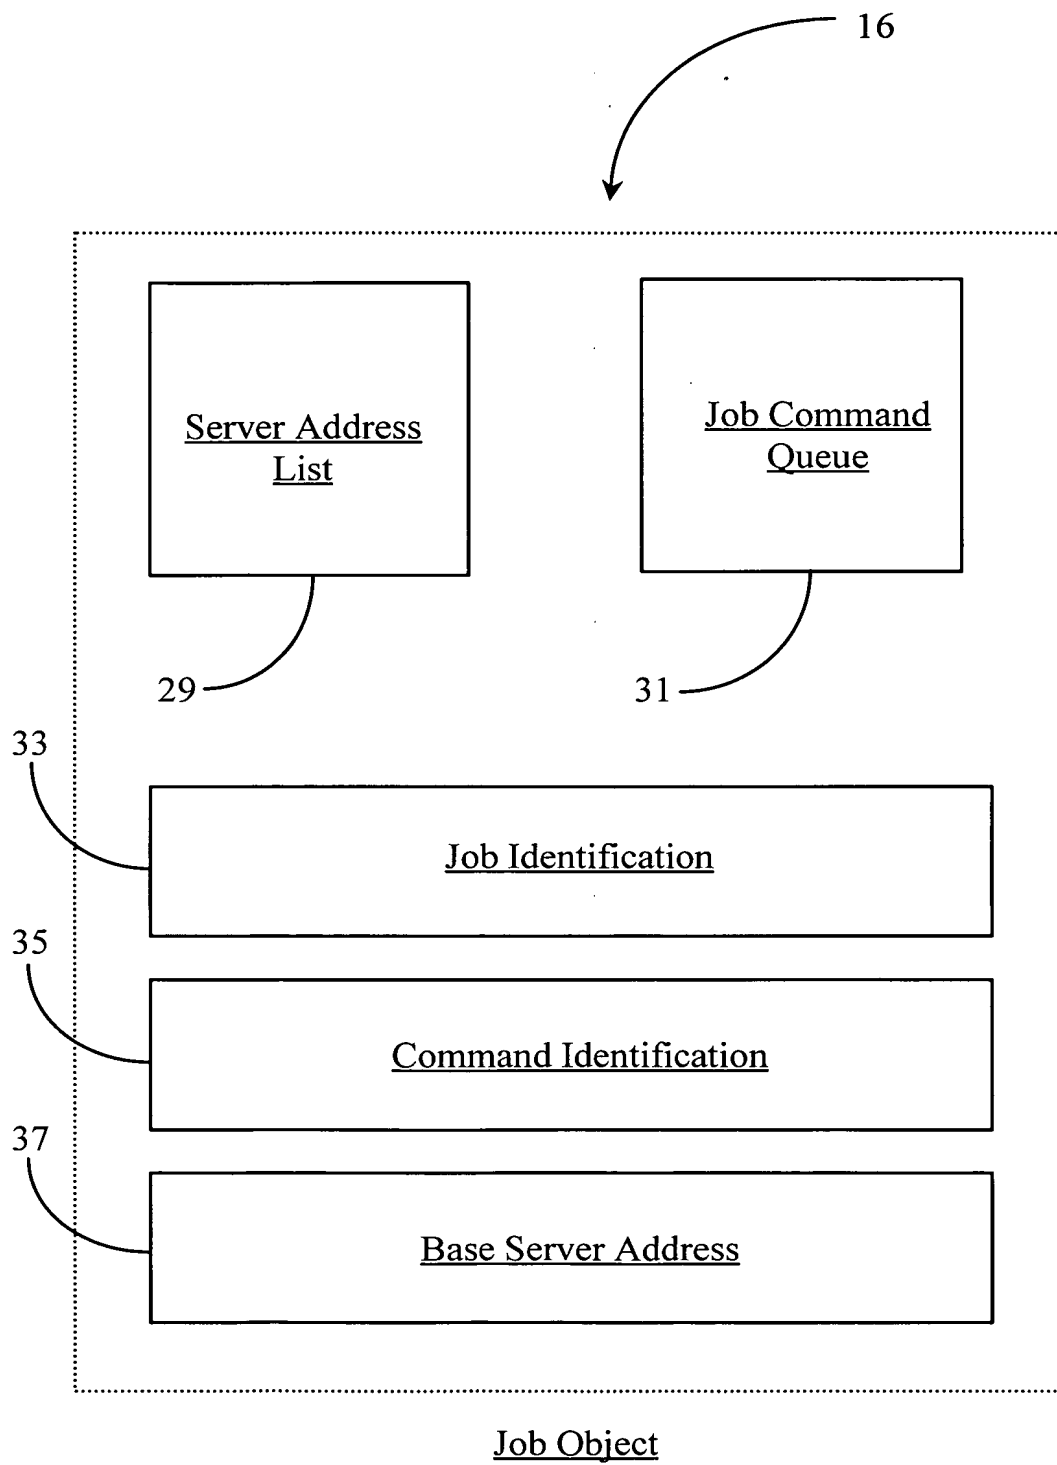 16
Server Address
List
Job Command
Queue
29
31
33
Job Identification
35
Command Identification
37
Base Server Address
Job Object